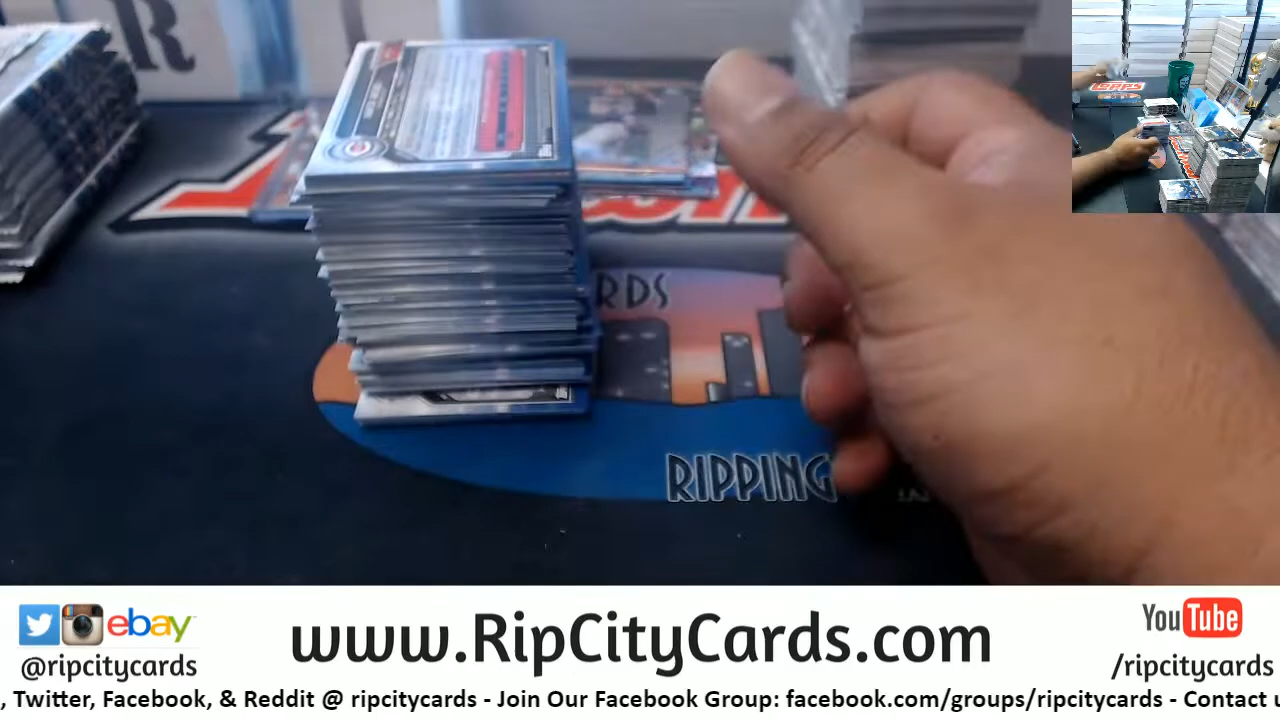 RDS
RIPPING
ebay
@ripcitycards
www.RipCityCards.com
YouTube
/ripcitycards
, Twitter, Facebook, & Reddit @ ripcitycards - Join Our Facebook Group: facebook.com/groups/ripcitycards - Contact u